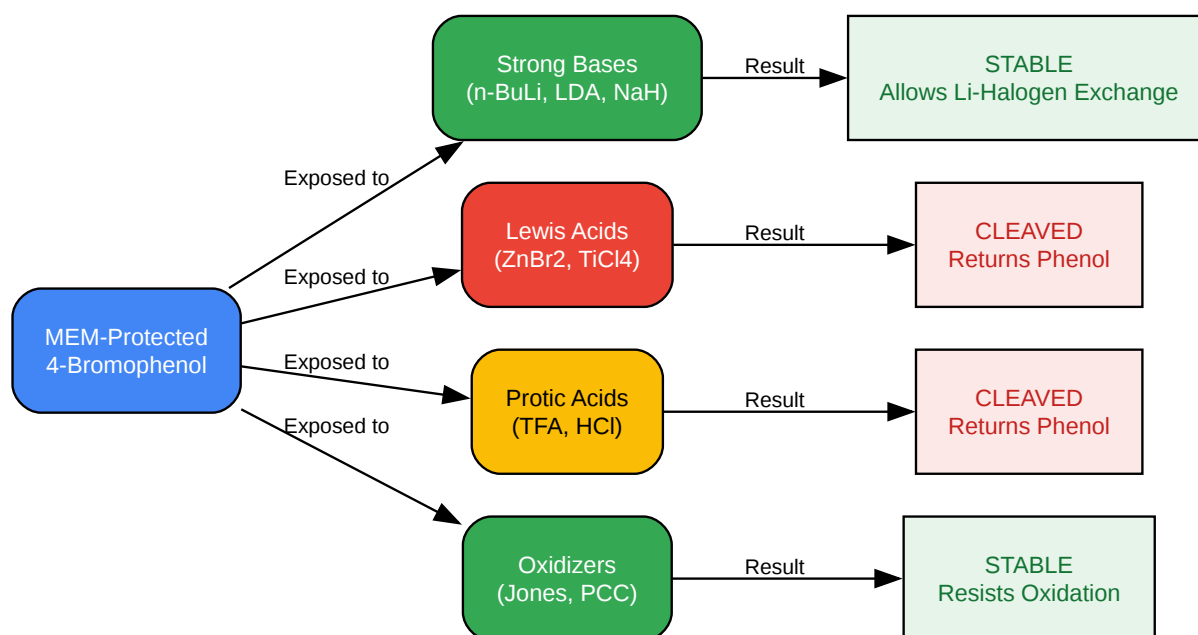 Strong Bases
(n-BuLi, LDA, NaH)
Result
STABLE
Allows Li-Halogen Exchange
Exposed to
Lewis Acids
(ZnBr2, TiCl4)
Result
CLEAVED
Returns Phenol
Exposed to
MEM-Protected
4-Bromophenol
Exposed to
Protic Acids
(TFA, HCl)
Result
CLEAVED
Returns Phenol
Exposed to
Oxidizers
(Jones, PCC)
Result
STABLE
Resists Oxidation